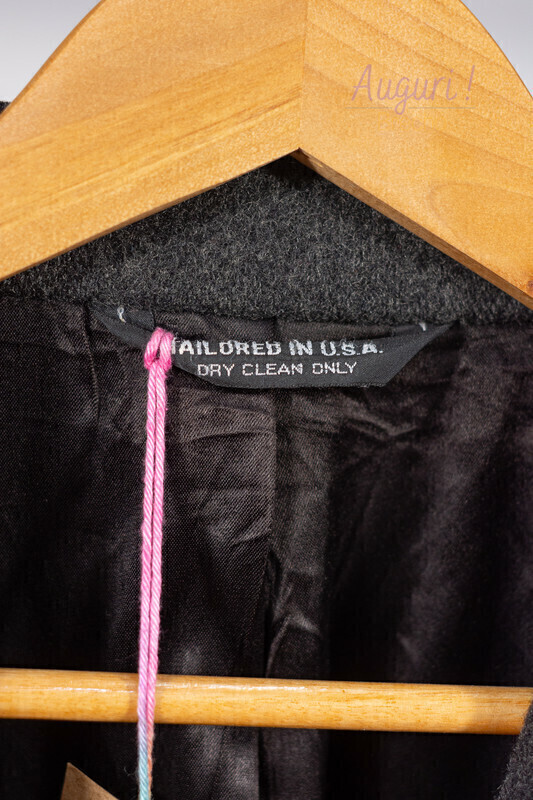 Auguri !
TAILORED IN U.S.A.
DRY CLEAN ONLY